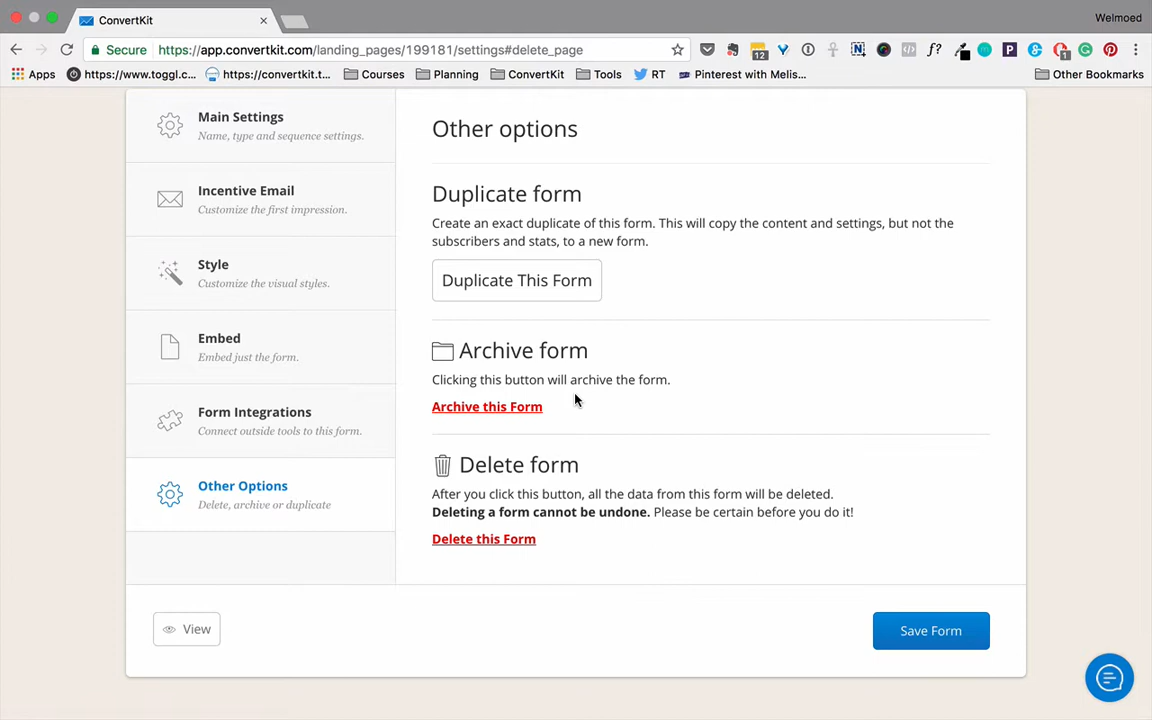 ConvertKit
Welmoed
Secure https://app.convertkit.com/landing_pages/199181/settings#delete_page
12
f?
P
1
Apps https://www.toggl.c... https://convertkit.t... Courses Planning ConvertKit Tools RT Pinterest with Melis... Other Bookmarks
Main Settings
Name, type and sequence settings.
Incentive Email
Customize the first impression.
Style
Customize the visual styles.
Embed
Embed just the form.
Form Integrations
Connect outside tools to this form.
Other Options
Delete, archive or duplicate
Other options
Duplicate form
Create an exact duplicate of this form. This will copy the content and settings, but not the
subscribers and stats, to a new form.
Duplicate This Form
Archive form
Clicking this button will archive the form.
Archive this Form
Delete form
After you click this button, all the data from this form will be deleted.
Deleting a form cannot be undone. Please be certain before you do it!
Delete this Form
View
Save Form